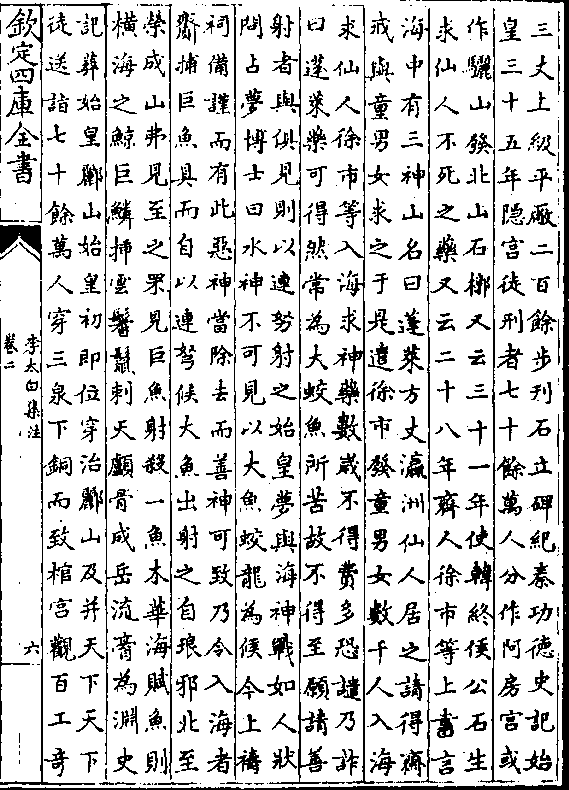 三丈上級平敞二百餘步刋石立碑紀秦功德史記始
皇三十五年隐宫徒刑者七十餘萬人分作阿房宫或
作驪山發北山石槨又云三十一年使韓終侯公石生
求仙人不死之藥又云二十八年齊人徐市等上書言
海中有三神山名曰蓬萊方丈瀛洲仙人居之請得齋
戒與童男女求之于是遣徐市發童男女數千人入海
求仙人徐市等入海求神藥數歳不得費多恐譴乃詐
曰蓬萊藥可得然常為大蛟魚所苦故不得至願請善
射者與俱見則以連弩射之始皇夢與海神戰如人狀
問占夢博士曰水神不可見以大魚蛟龍為候今上禱
祠備謹而有此惡神當除去而善神可致乃令入海者
齎捕巨魚具而自以連弩候大魚出射之自琅邪北至
榮成山弗見至之罘見巨魚射殺一魚木華海賦魚則
横海之鯨巨鱗揷雲鬐鬛刺天顱骨成岳流膏為淵史
記葬始皇酈山始皇初即位穿治酈山及并天下天下
徒送詣七十餘萬人穿三泉下銅而致槨宫觀百工奇
欽定四庫全書
李太白集注
卷二
六